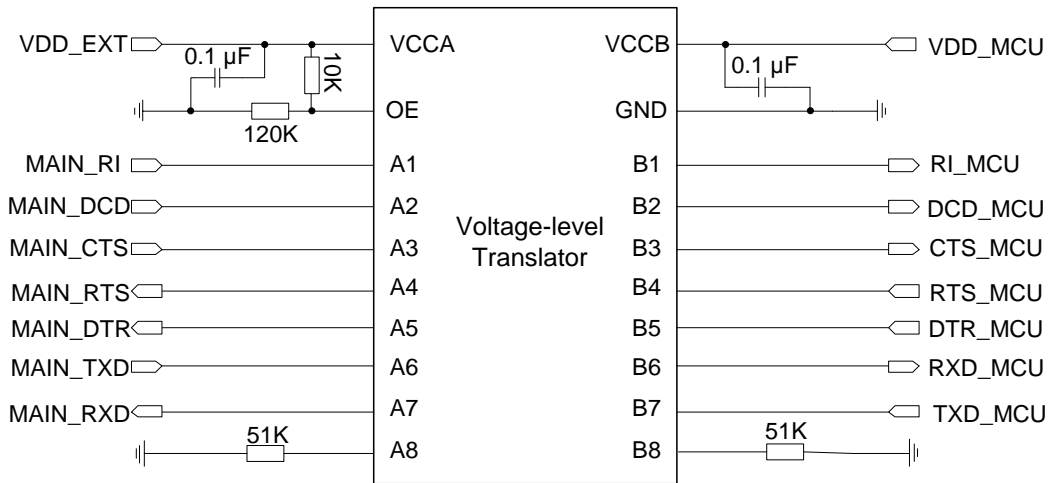 VDD_EXT
0.1 µF
10K
VCCA
VCCB
0.1 µF
VDD_MCU
120K
OE
GND
MAIN_RI
A1
B1
RI_MCU
MAIN_DCD
A2
B2
DCD_MCU
MAIN_CTS
A3
Voltage-level
Translator
B3
CTS_MCU
MAIN_RTS
A4
B4
RTS_MCU
MAIN_DTR
A5
B5
DTR_MCU
MAIN_TXD
A6
B6
RXD_MCU
MAIN_RXD
A7
B7
TXD_MCU
51K
A8
B8
51K